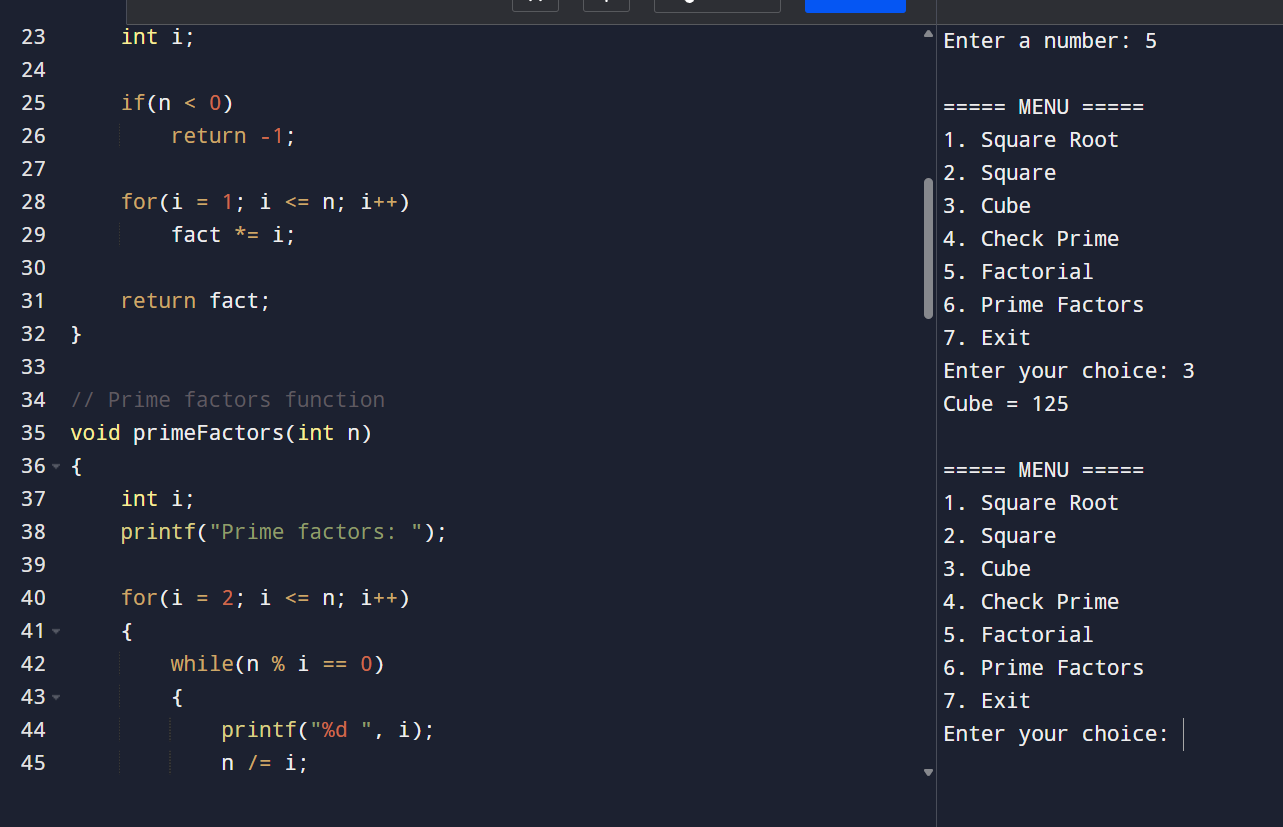 23     int i;
24
25     if(n < 0)
26         return -1;
27
28     for(i = 1; i <= n; i++)
29         fact *= i;
30
31     return fact;
32 }
33
34 // Prime factors function
35 void primeFactors(int n)
36 {
37     int i;
38     printf("Prime factors: ");
39
40     for(i = 2; i <= n; i++)
41     {
42         while(n % i == 0)
43         {
44             printf("%d ", i);
45             n /= i;
Enter a number: 5

===== MENU =====
1. Square Root
2. Square
3. Cube
4. Check Prime
5. Factorial
6. Prime Factors
7. Exit
Enter your choice: 3
Cube = 125

===== MENU =====
1. Square Root
2. Square
3. Cube
4. Check Prime
5. Factorial
6. Prime Factors
7. Exit
Enter your choice: